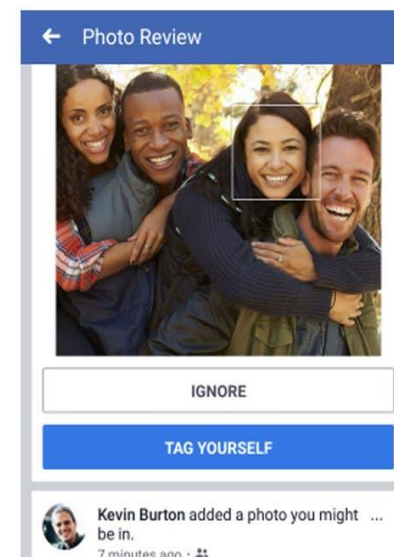 Photo Review
IGNORE
TAG YOURSELF
Kevin Burton added a photo you might ...
be in.
7 minutes ago ·